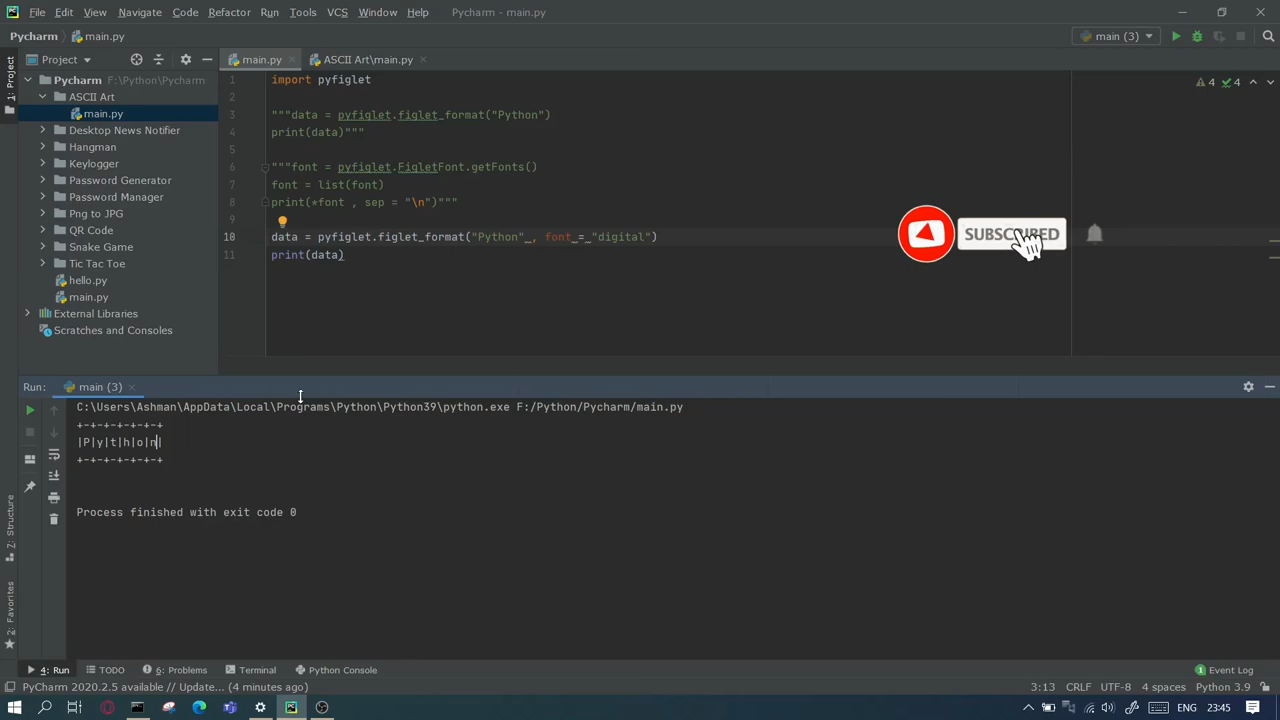 File Edit View Navigate Code Refactor Run Tools VCS Window Help Pycharm - main.py
Pycharm main.py main (3)
1: Project
Project
main.py
ASCII Art\main.py
Pycharm F:\Python\Pycharm
ASCII Art
main.py
Desktop News Notifier
Hangman
Keylogger
Password Generator
Password Manager
Png to JPG
QR Code
Snake Game
Tic Tac Toe
hello.py
main.py
External Libraries
Scratches and Consoles
4 4
1 import pyfiglet
2
3 """data = pyfiglet.figlet_format("Python")
4 print(data)"""
5
6 """font = pyfiglet.FigletFont.getFonts()
7 font = list(font)
8 print(*font , sep = "\n")"""
9
10 data = pyfiglet.figlet_format("Python" , font = "digital")
11 print(data)
SUBSCRIBED
Run: main (3)
C:\Users\Ashman\AppData\Local\Programs\Python\Python39\python.exe F:/Python/Pycharm/main.py
+-+-+-+-+-+-+
|P|y|t|h|o|n|
+-+-+-+-+-+-+
Process finished with exit code 0
Z: Structure
2: Favorites
4: Run TODO 6: Problems Terminal Python Console 1 Event Log
PyCharm 2020.2.5 available // Update... (4 minutes ago) 3:13 CRLF UTF-8 4 spaces Python 3.9
ENG 23:45